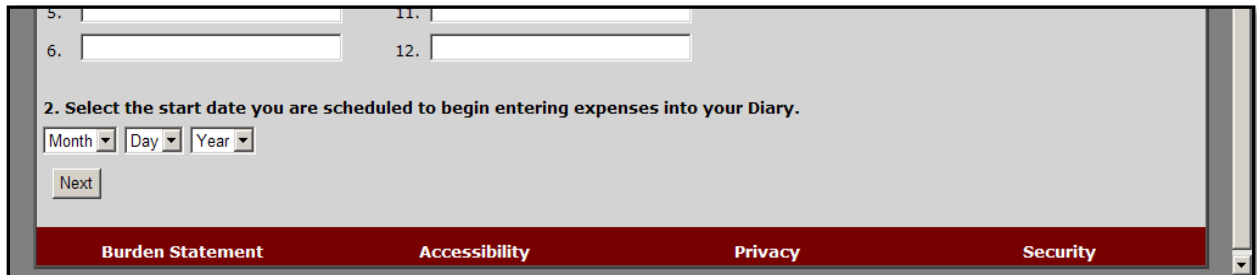 5. 11.
6. 12.
2. Select the start date you are scheduled to begin entering expenses into your Diary.
Month Day Year
Next
Burden Statement Accessibility Privacy Security